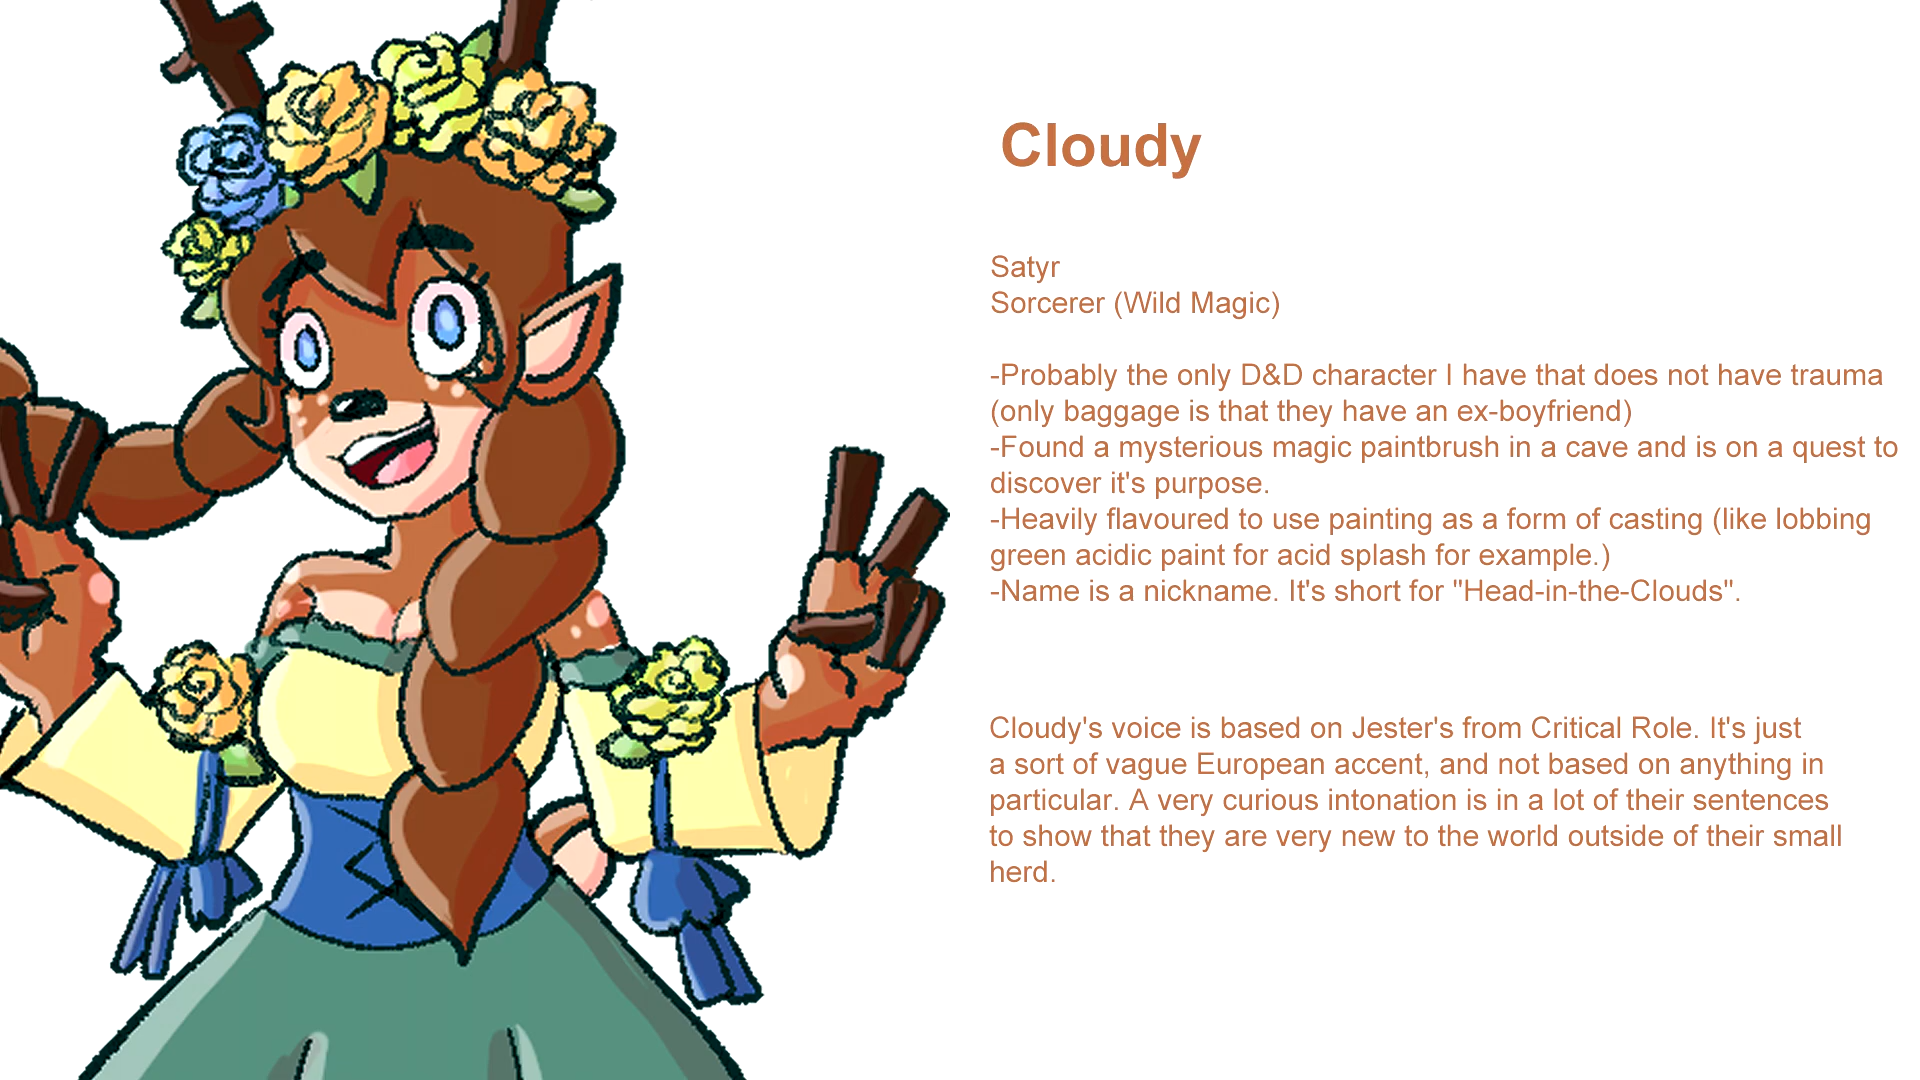 Cloudy
Satyr
Sorcerer (Wild Magic)
-Probably the only D&D character I have that does not have trauma
(only baggage is that they have an ex-boyfriend)
-Found a mysterious magic paintbrush in a cave and is on a quest to
discover it's purpose.
-Heavily flavoured to use painting as a form of casting (like lobbing
green acidic paint for acid splash for example.)
-Name is a nickname. It's short for "Head-in-the-Clouds".
Cloudy's voice is based on Jester's from Critical Role. It's just
a sort of vague European accent, and not based on anything in
particular. A very curious intonation is in a lot of their sentences
to show that they are very new to the world outside of their small
herd.